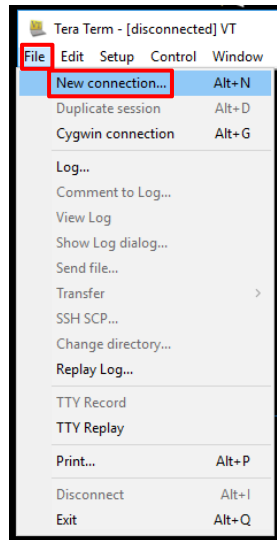 Tera Term - [disconnected] VT
File Edit Setup Control Window
New connection... Alt+N
Duplicate session Alt+D
Cygwin connection Alt+G
Log...
Comment to Log...
View Log
Show Log dialog...
Send file...
Transfer >
SSH SCP...
Change directory...
Replay Log...
TTY Record
TTY Replay
Print... Alt+P
Disconnect Alt+I
Exit Alt+Q